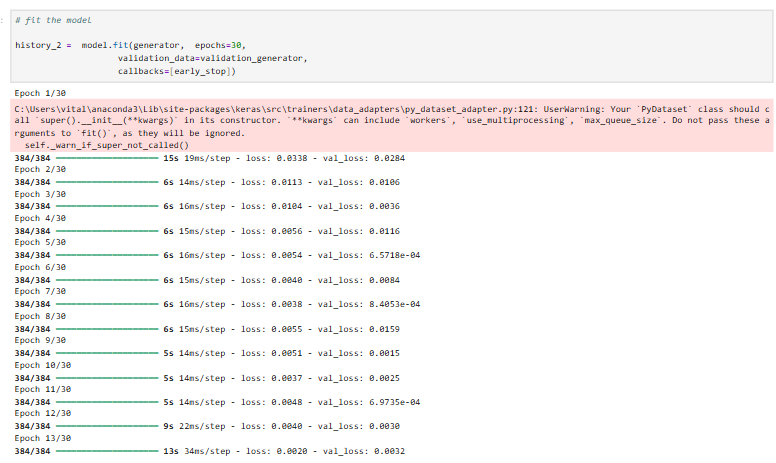 :
# fit the model
history_2 =  model.fit(generator,  epochs=30,
validation_data=validation_generator,
callbacks=[early_stop])
Epoch 1/30
C:\Users\vital\anaconda3\Lib\site-packages\keras\src\trainers\data_adapters\py_dataset_adapter.py:121: UserWarning: Your `PyDataset` class should c
all `super().__init__(**kwargs)` in its constructor. `**kwargs` can include `workers`, `use_multiprocessing`, `max_queue_size`. Do not pass these a
rguments to `fit()`, as they will be ignored.
self._warn_if_super_not_called()
384/384 15s 19ms/step - loss: 0.0338 - val_loss: 0.0284
Epoch 2/30
384/384 6s 14ms/step - loss: 0.0113 - val_loss: 0.0106
Epoch 3/30
384/384 6s 16ms/step - loss: 0.0104 - val_loss: 0.0036
Epoch 4/30
384/384 6s 15ms/step - loss: 0.0056 - val_loss: 0.0116
Epoch 5/30
384/384 6s 16ms/step - loss: 0.0054 - val_loss: 6.5718e-04
Epoch 6/30
384/384 6s 15ms/step - loss: 0.0040 - val_loss: 0.0084
Epoch 7/30
384/384 6s 16ms/step - loss: 0.0038 - val_loss: 8.4053e-04
Epoch 8/30
384/384 6s 15ms/step - loss: 0.0055 - val_loss: 0.0159
Epoch 9/30
384/384 5s 14ms/step - loss: 0.0051 - val_loss: 0.0015
Epoch 10/30
384/384 5s 14ms/step - loss: 0.0037 - val_loss: 0.0025
Epoch 11/30
384/384 5s 14ms/step - loss: 0.0048 - val_loss: 6.9735e-04
Epoch 12/30
384/384 9s 22ms/step - loss: 0.0040 - val_loss: 0.0030
Epoch 13/30
384/384 13s 34ms/step - loss: 0.0020 - val_loss: 0.0032